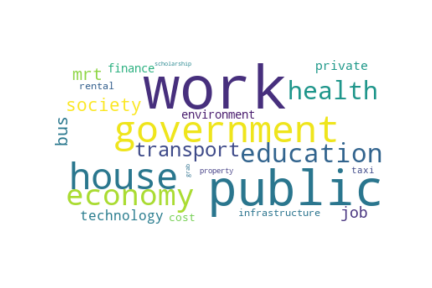 scholarship
finance
private
mrt
work
rental
health
society
environment
bus
government
transport
education
house
grab
property
taxi
economy
public
technology
cost
infrastructure
job